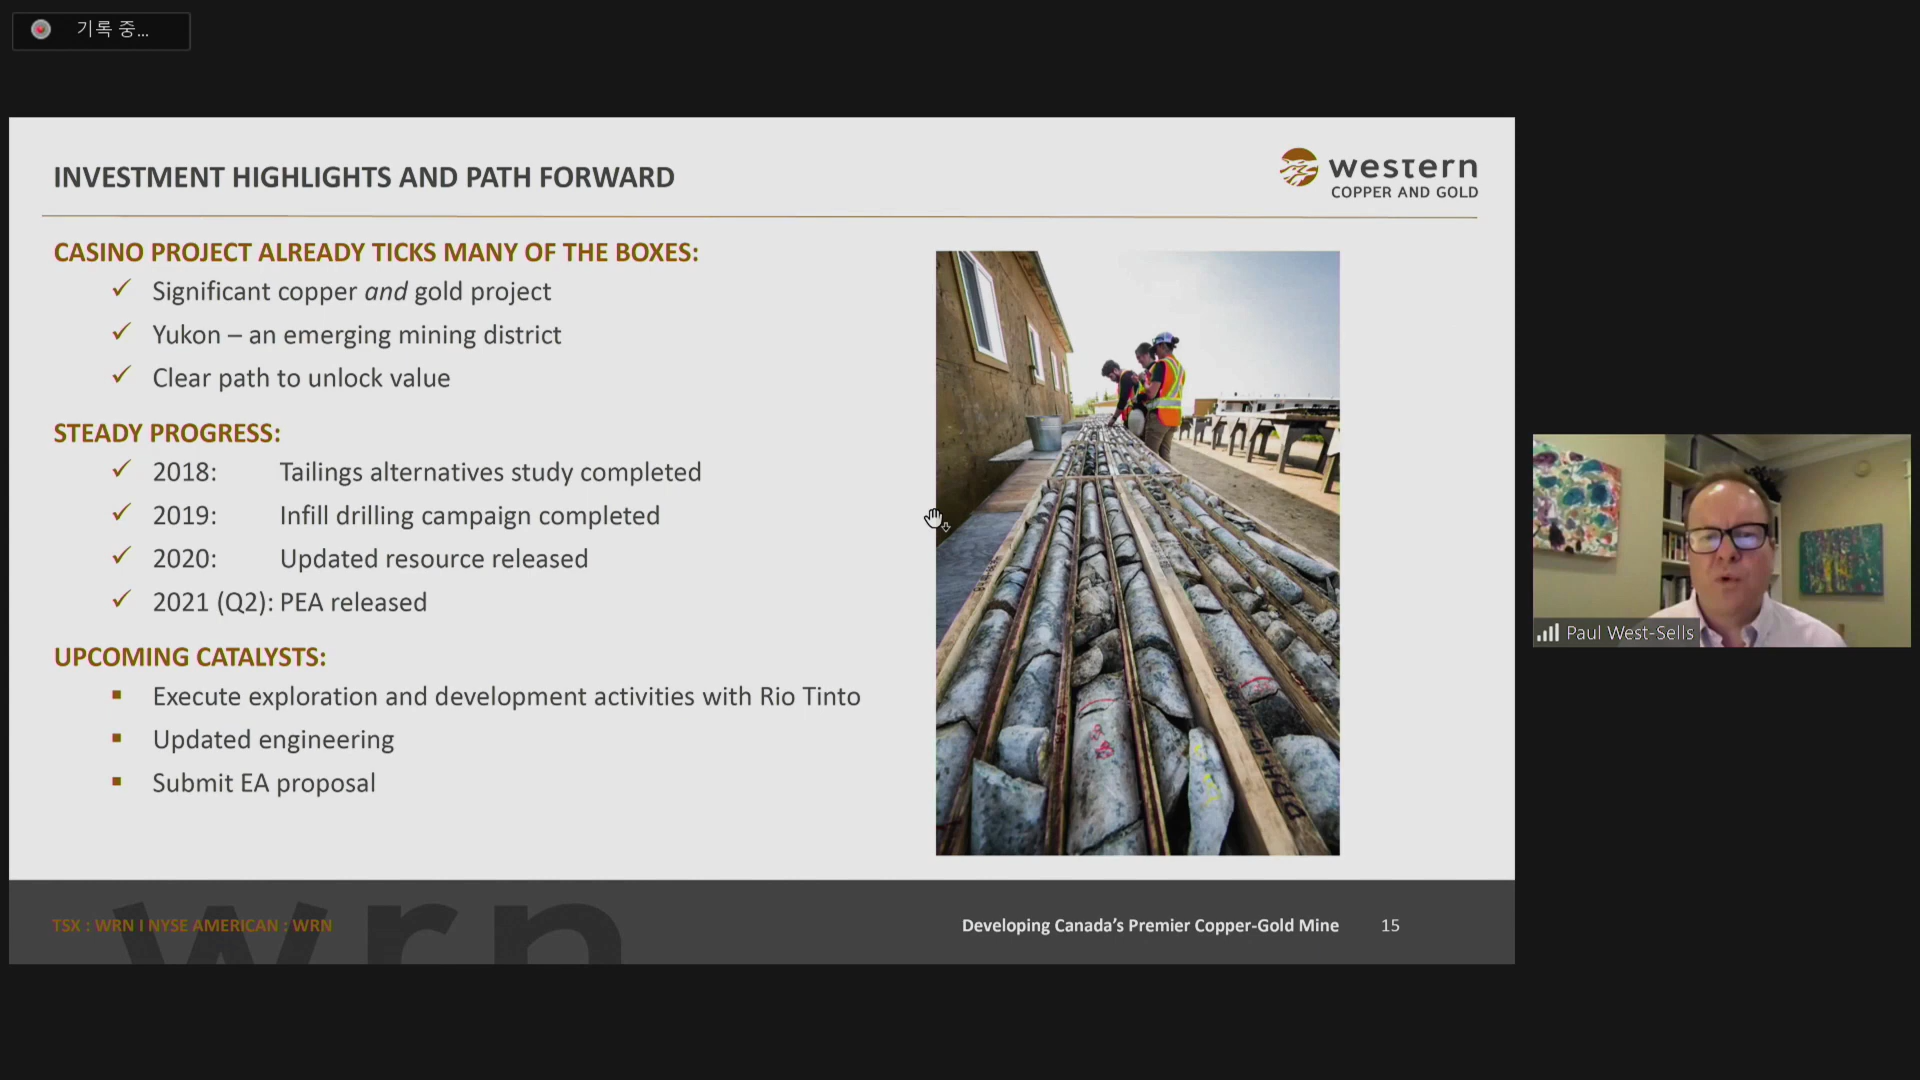 기록 중...
INVESTMENT HIGHLIGHTS AND PATH FORWARD
western
COPPER AND GOLD
CASINO PROJECT ALREADY TICKS MANY OF THE BOXES:
Significant copper and gold project
Yukon – an emerging mining district
Clear path to unlock value
STEADY PROGRESS:
2018: Tailings alternatives study completed
2019: Infill drilling campaign completed
2020: Updated resource released
2021 (Q2): PEA released
UPCOMING CATALYSTS:
Execute exploration and development activities with Rio Tinto
Updated engineering
Submit EA proposal
Paul West-Sells
wrn
TSX : WRN I NYSE AMERICAN : WRN
Developing Canada's Premier Copper-Gold Mine 15